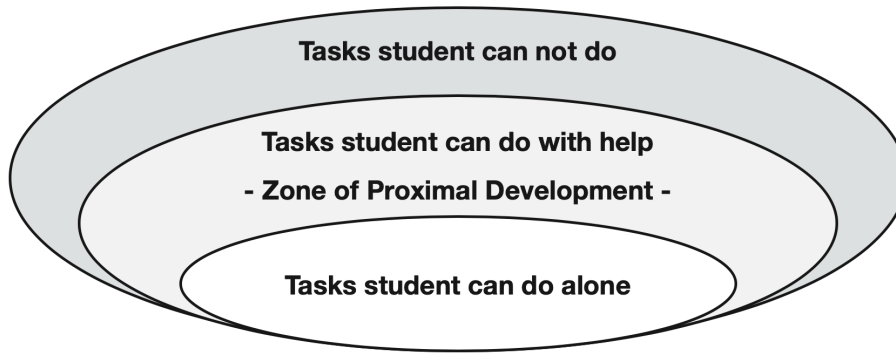 Tasks student can not do
Tasks student can do with help
- Zone of Proximal Development -
Tasks student can do alone